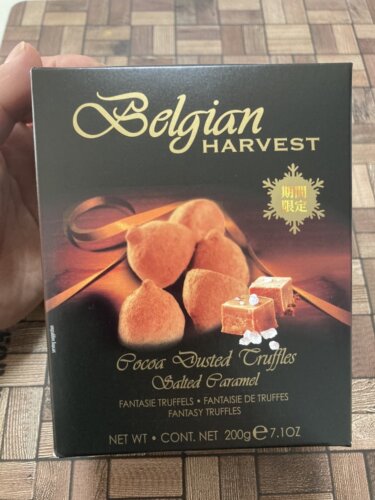 Belgian
HARVEST
期間
限定
Cocoa Dusted Truffles
Salted Caramel
FANTASIE TRUFFELS • FANTAISIE DE TRUFFES
FANTASY TRUFFLES
NET WT • CONT. NET 200g e 7.1OZ